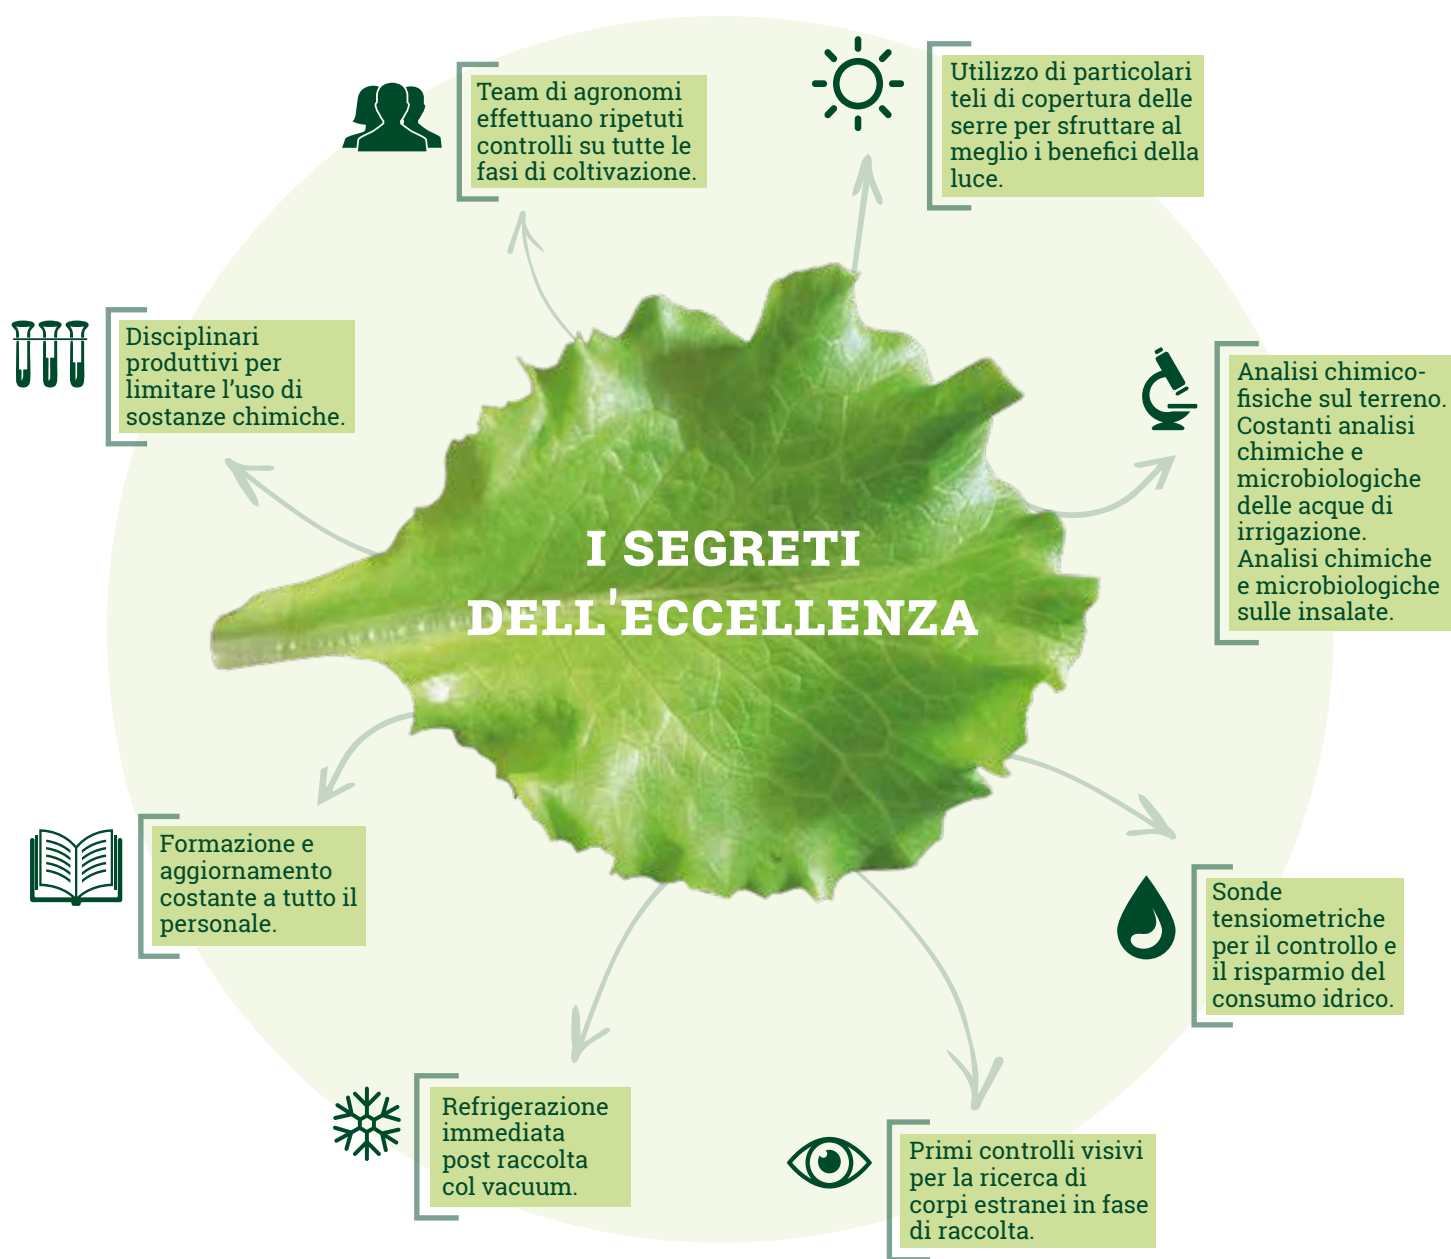 Team di agronomi
effettuano ripetuti
controlli su tutte le
fasi di coltivazione.
Utilizzo di particolari
teli di copertura delle
serre per sfruttare al
meglio i benefici della
luce.
Disciplinari
produttivi per
limitare l’uso di
sostanze chimiche.
Analisi chimico-
fisiche sul terreno.
Costanti analisi
chimiche e
microbiologiche
delle acque di
irrigazione.
Analisi chimiche
e microbiologiche
sulle insalate.
I SEGRETI
DELL'ECCELLENZA
Formazione e
aggiornamento
costante a tutto il
personale.
Sonde
tensiometriche
per il controllo e
il risparmio del
consumo idrico.
Refrigerazione
immediata
post raccolta
col vacuum.
Primi controlli visivi
per la ricerca di
corpi estranei in fase
di raccolta.